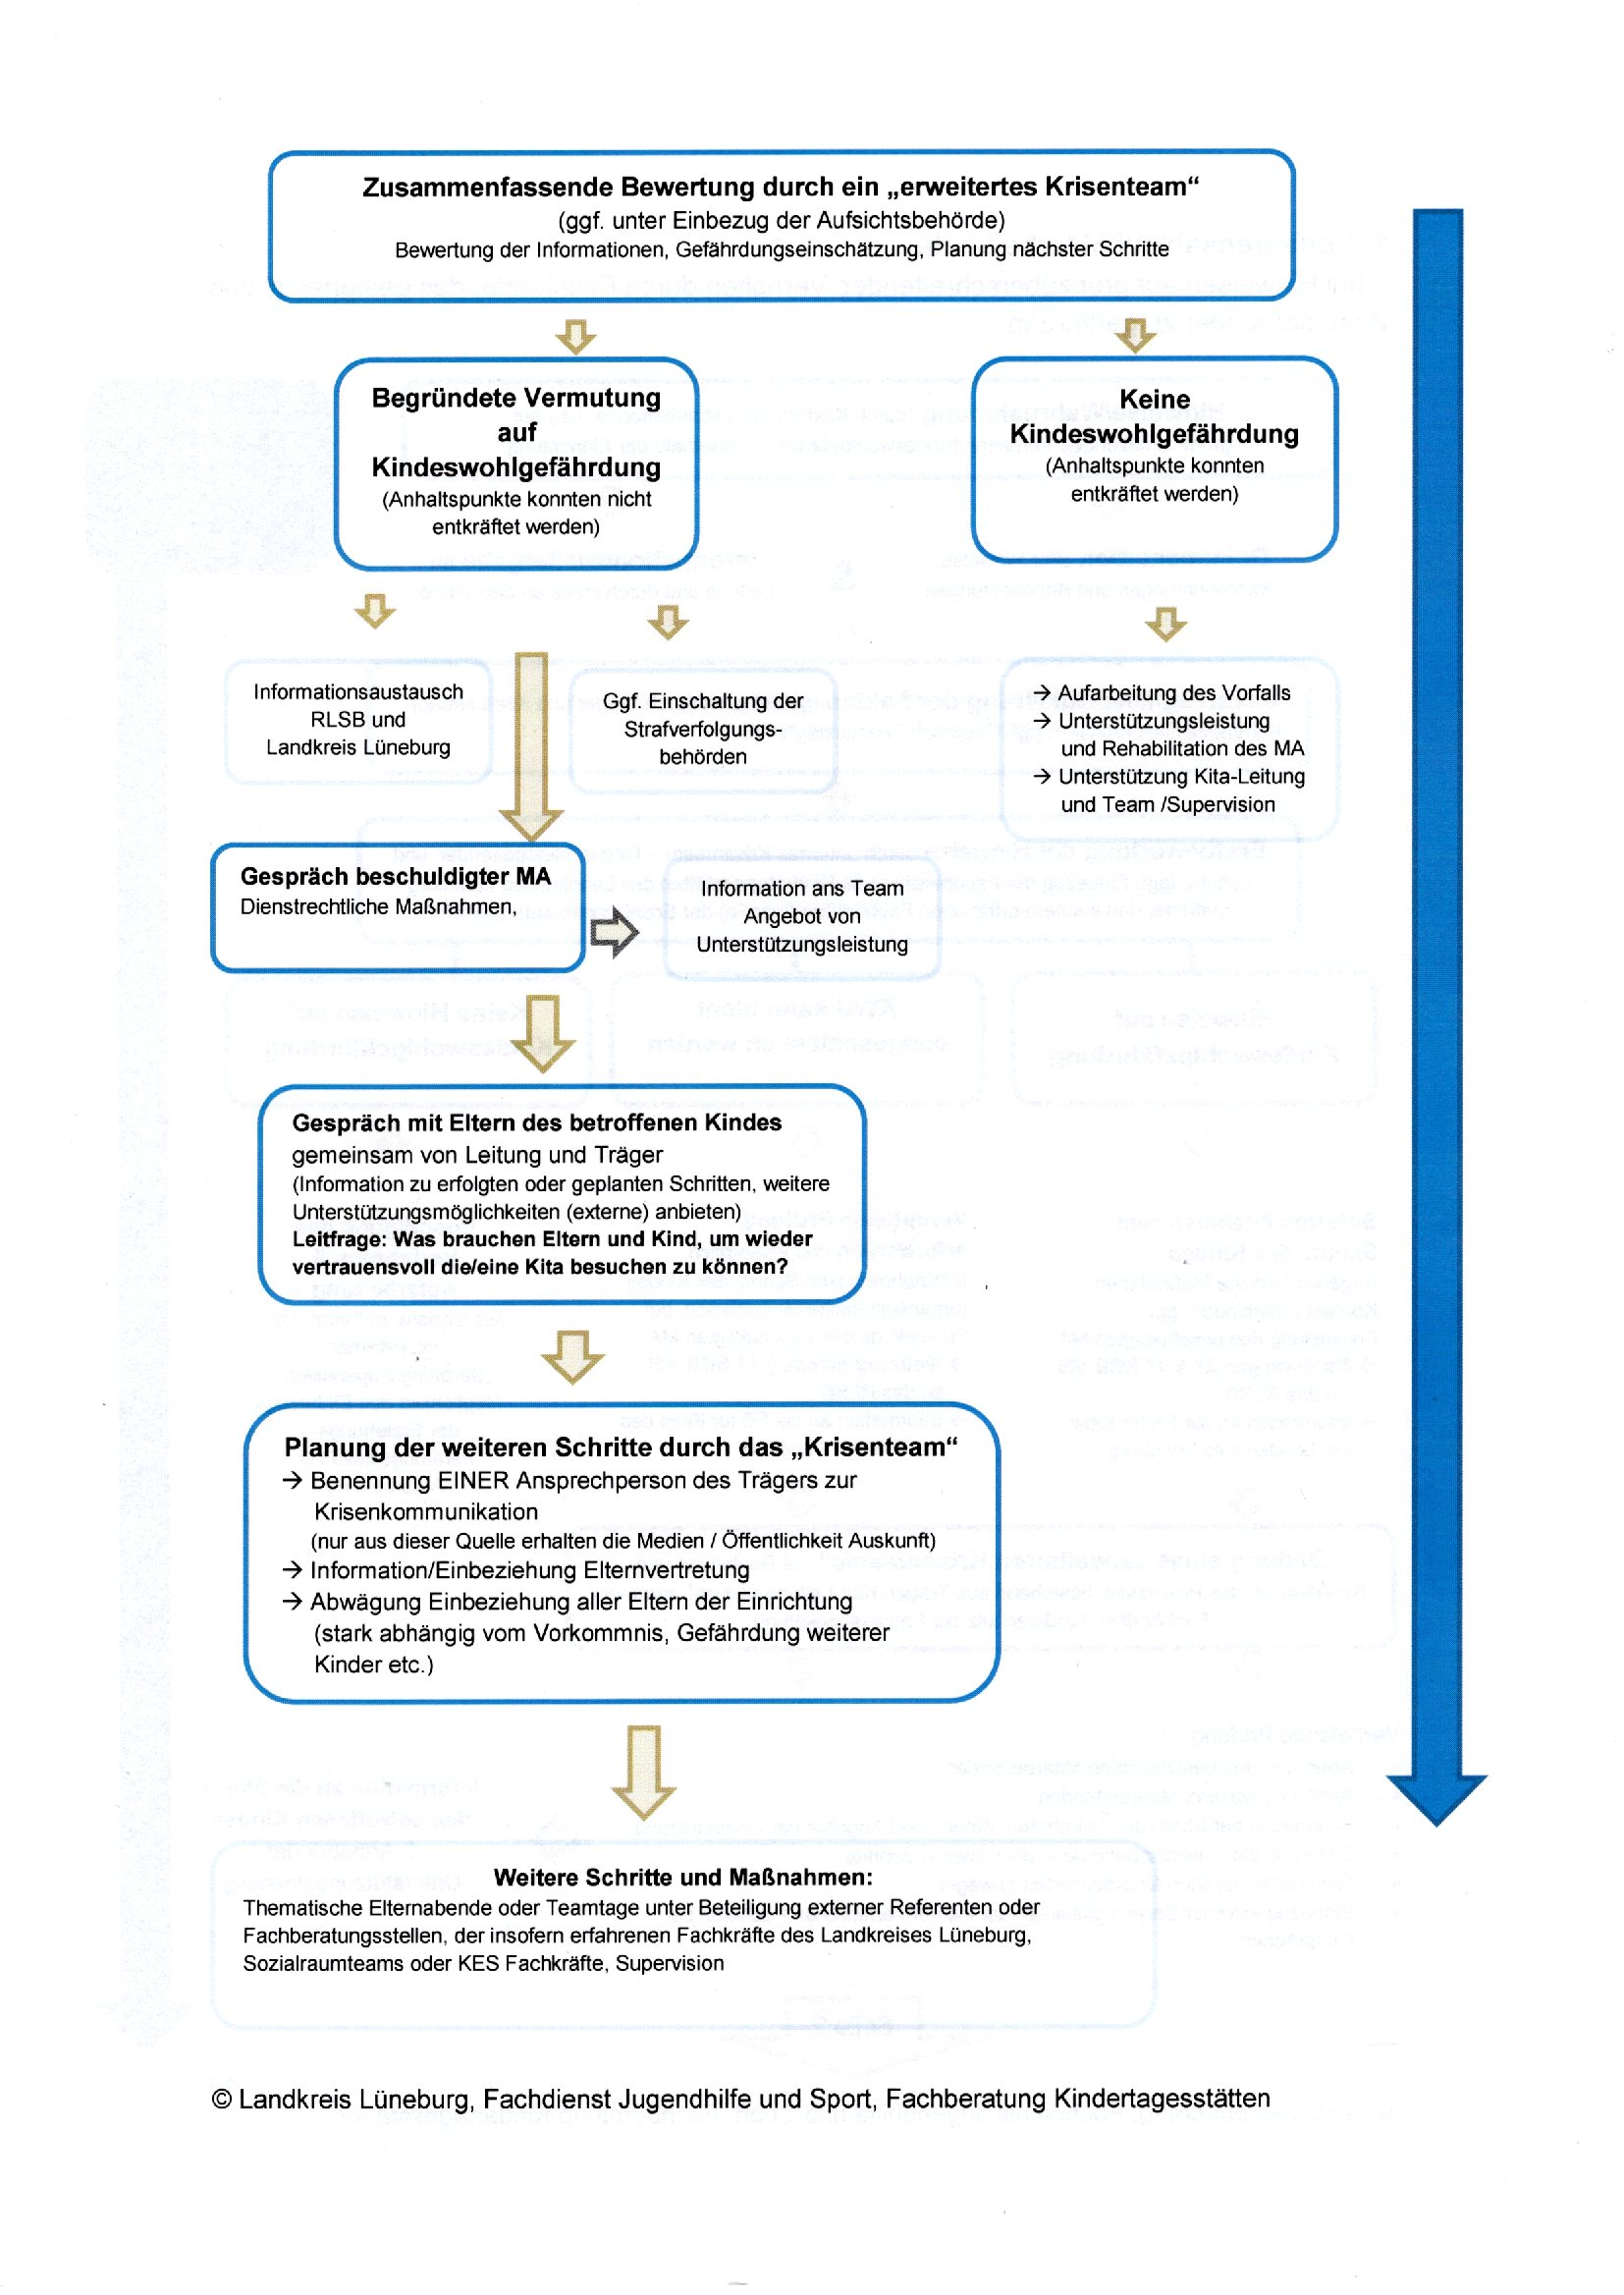 Zusammenfassende Bewertung durch ein „erweitertes Krisenteam“
(ggf. unter Einbezug der Aufsichtsbehörde)
Bewertung der Informationen, Gefährdungseinschätzung, Planung nächster Schritte
Begründete Vermutung
auf
Kindeswohlgefährdung
(Anhaltspunkte konnten nicht
entkräftet werden)
Keine
Kindeswohlgefährdung
(Anhaltspunkte konnten
entkräftet werden)
Informationsaustausch
RLSB und
Landkreis Lüneburg
Ggf. Einschaltung der
Strafverfolgungs-
behörden
→ Aufarbeitung des Vorfalls
→ Unterstützungsleistung
und Rehabilitation des MA
→ Unterstützung Kita-Leitung
und Team /Supervision
Gespräch beschuldigter MA
Dienstrechtliche Maßnahmen,
Information ans Team
Angebot von
Unterstützungsleistung
Gespräch mit Eltern des betroffenen Kindes
gemeinsam von Leitung und Träger
(Information zu erfolgten oder geplanten Schritten, weitere
Unterstützungsmöglichkeiten (externe) anbieten)
Leitfrage: Was brauchen Eltern und Kind, um wieder
vertrauensvoll die/eine Kita besuchen zu können?
Planung der weiteren Schritte durch das „Krisenteam“
→ Benennung EINER Ansprechperson des Trägers zur
Krisenkommunikation
(nur aus dieser Quelle erhalten die Medien / Öffentlichkeit Auskunft)
→ Information/Einbeziehung Elternvertretung
→ Abwägung Einbeziehung aller Eltern der Einrichtung
(stark abhängig vom Vorkommnis, Gefährdung weiterer
Kinder etc.)
Weitere Schritte und Maßnahmen:
Thematische Elternabende oder Teamtage unter Beteiligung externer Referenten oder
Fachberatungsstellen, der insofern erfahrenen Fachkräfte des Landkreises Lüneburg,
Sozialraumteams oder KES Fachkräfte, Supervision
© Landkreis Lüneburg, Fachdienst Jugendhilfe und Sport, Fachberatung Kindertagesstätten